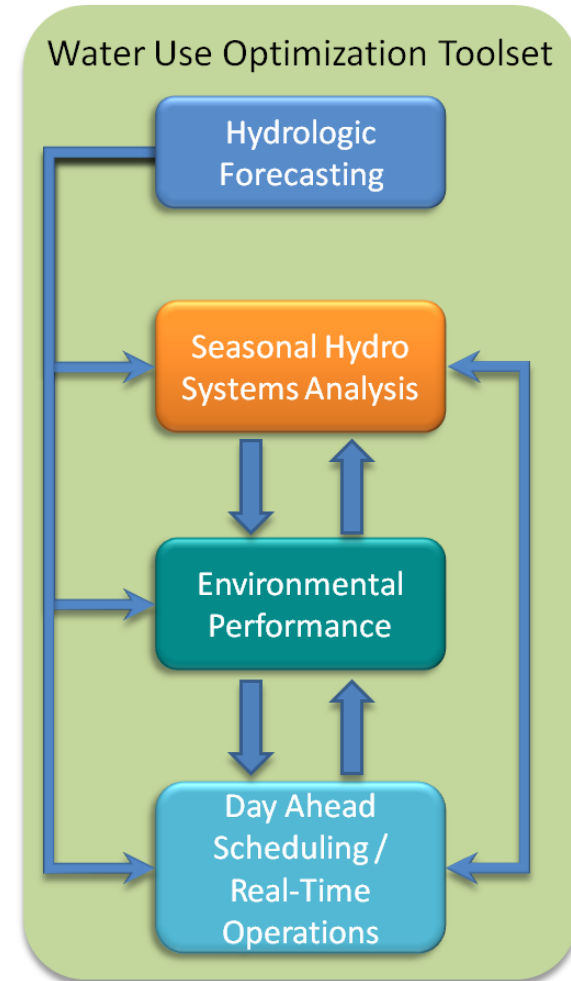 Water Use Optimization Toolset
Hydrologic
Forecasting
Seasonal Hydro
Systems Analysis
Environmental
Performance
Day Ahead
Scheduling /
Real-Time
Operations